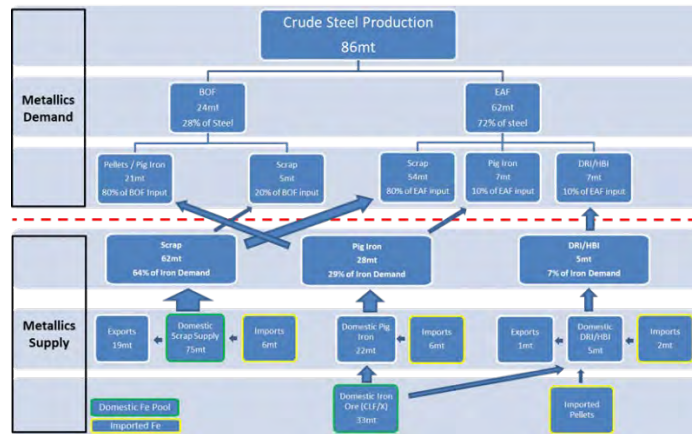 Crude Steel Production
86mt
Metallics
Demand
BOF
24mt
28% of Steel
EAF
62mt
72% of steel
Pellets / Pig Iron
21mt
80% of BOF Input
Scrap
5mt
20% of BOF input
Scrap
54mt
80% of EAF input
Pig Iron
7mt
10% of EAF input
DRI/HBI
7mt
10% of EAF input
Metallics
Supply
Scrap
62mt
64% of Iron Demand
Pig Iron
28mt
29% of Iron Demand
DRI/HBI
5mt
7% of Iron Demand
Exports
19mt
Domestic
Scrap Supply
75mt
Imports
6mt
Domestic Pig
Iron
22mt
Imports
6mt
Exports
1mt
Domestic
DRI/HBI
5mt
Imports
2mt
Domestic Fe Pool
Imported Fe
Domestic Iron
Ore (CLF/X)
33mt
Imported
Pellets